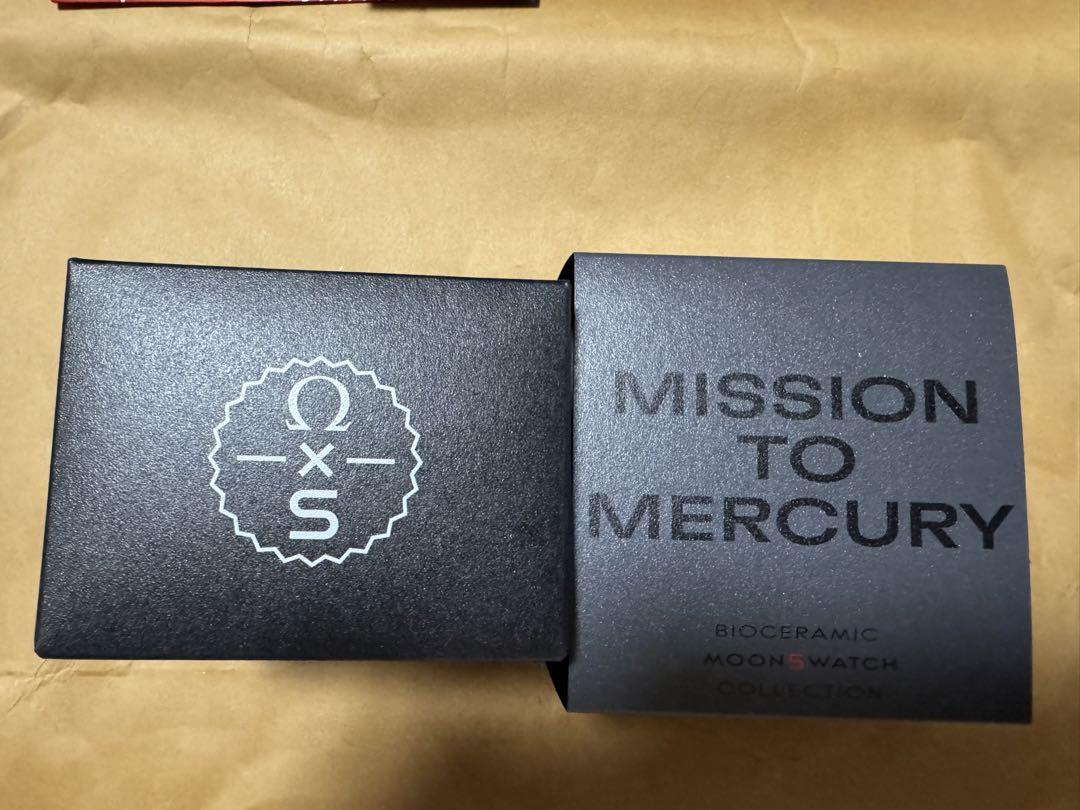 Ω
×
S
MISSION
TO
MERCURY
BIOCERAMIC
MOONSWATCH
COLLECTION